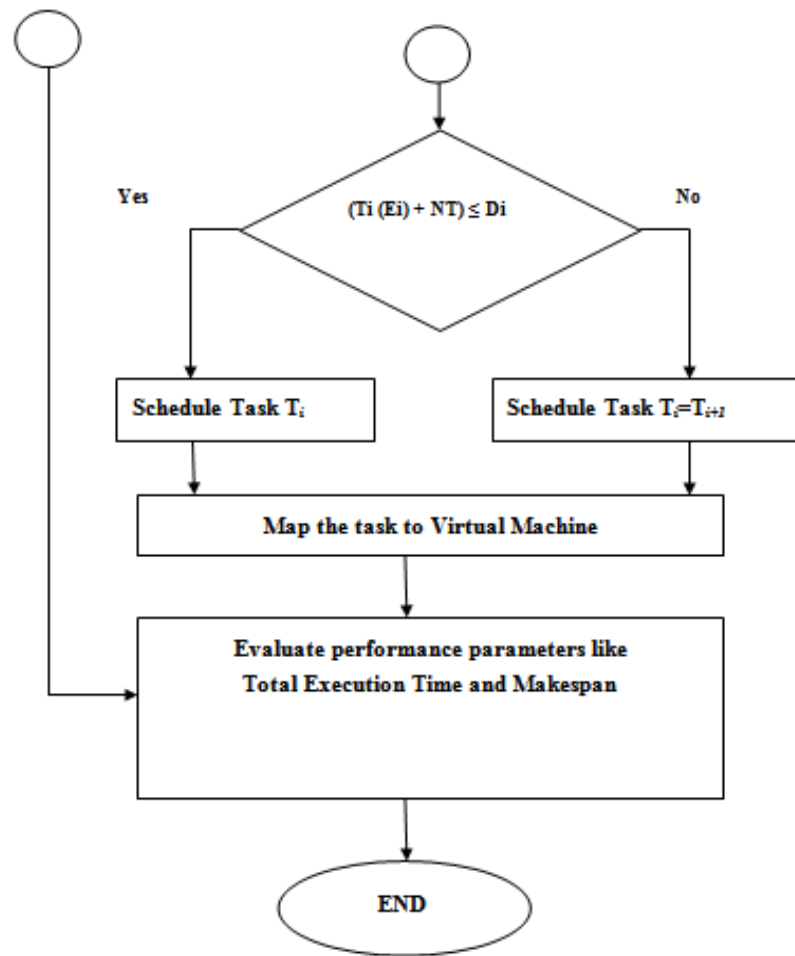 (Ti (Ei) + NT) ≤ Di
Yes
No
Schedule Task Tᵢ
Schedule Task Tᵢ=Tᵢ₊₁
Map the task to Virtual Machine
Evaluate performance parameters like
Total Execution Time and Makespan
END